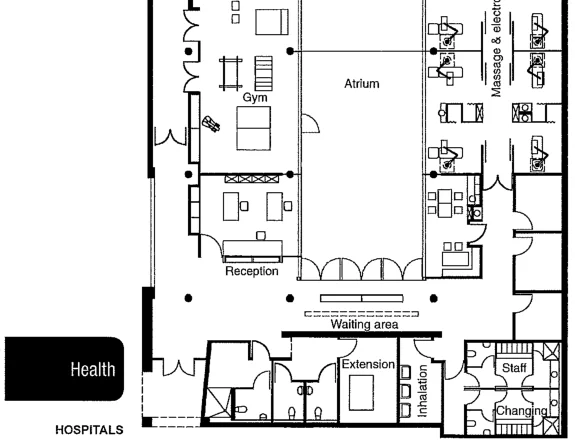 Massage & electro
Atrium
Gym
Reception
Waiting area
Health
Extension
Inhalation
Staff
Changing
HOSPITALS